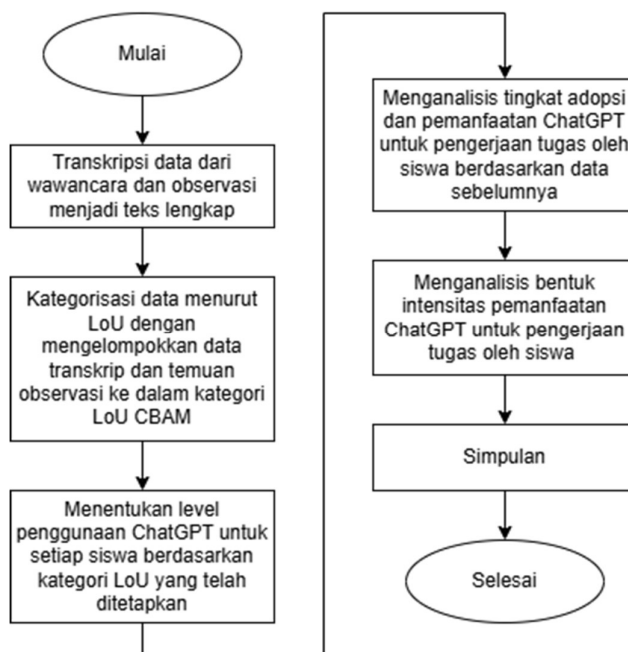 Mulai
Transkripsi data dari
wawancara dan observasi
menjadi teks lengkap
Kategorisasi data menurut
LoU dengan
mengelompokkan data
transkrip dan temuan
observasi ke dalam kategori
LoU CBAM
Menentukan level
penggunaan ChatGPT untuk
setiap siswa berdasarkan
kategori LoU yang telah
ditetapkan
Menganalisis tingkat adopsi
dan pemanfaatan ChatGPT
untuk pengerjaan tugas oleh
siswa berdasarkan data
sebelumnya
Menganalisis bentuk
intensitas pemanfaatan
ChatGPT untuk pengerjaan
tugas oleh siswa
Simpulan
Selesai